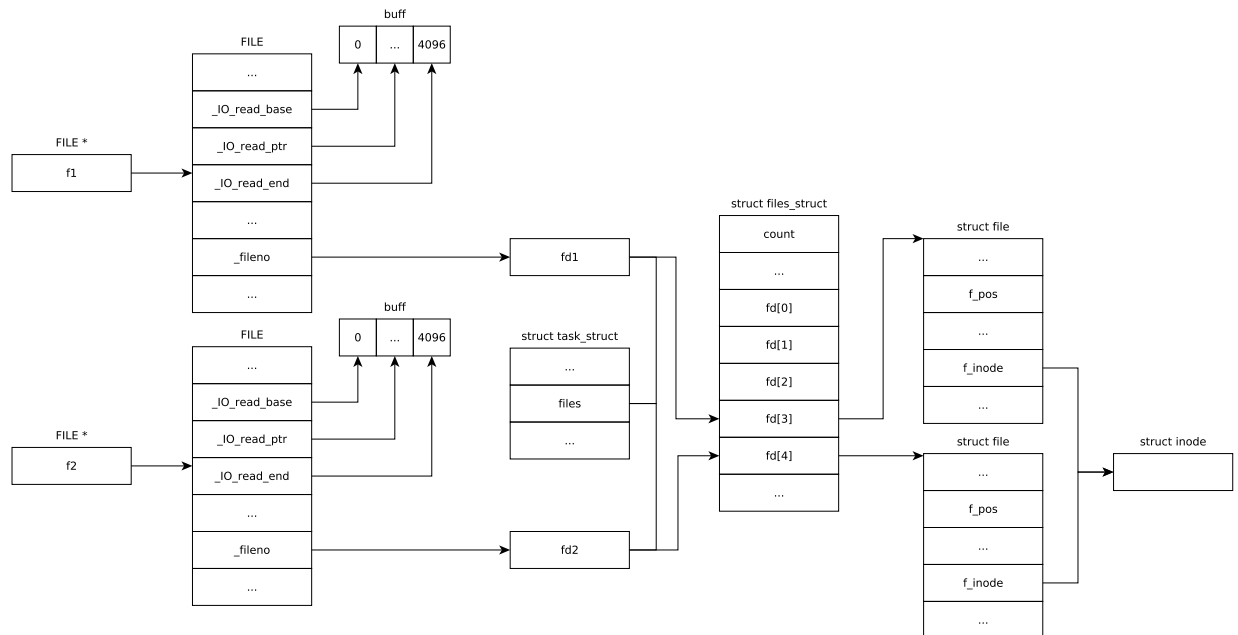 buff
0 ... 4096
FILE
...
_IO_read_base
_IO_read_ptr
_IO_read_end
...
_fileno
...
FILE *
f1
buff
0 ... 4096
FILE
...
_IO_read_base
_IO_read_ptr
_IO_read_end
...
_fileno
...
FILE *
f2
fd1
struct task_struct
...
files
...
fd2
struct files_struct
count
...
fd[0]
fd[1]
fd[2]
fd[3]
fd[4]
...
struct file
...
f_pos
...
f_inode
...
struct file
...
f_pos
...
f_inode
...
struct inode